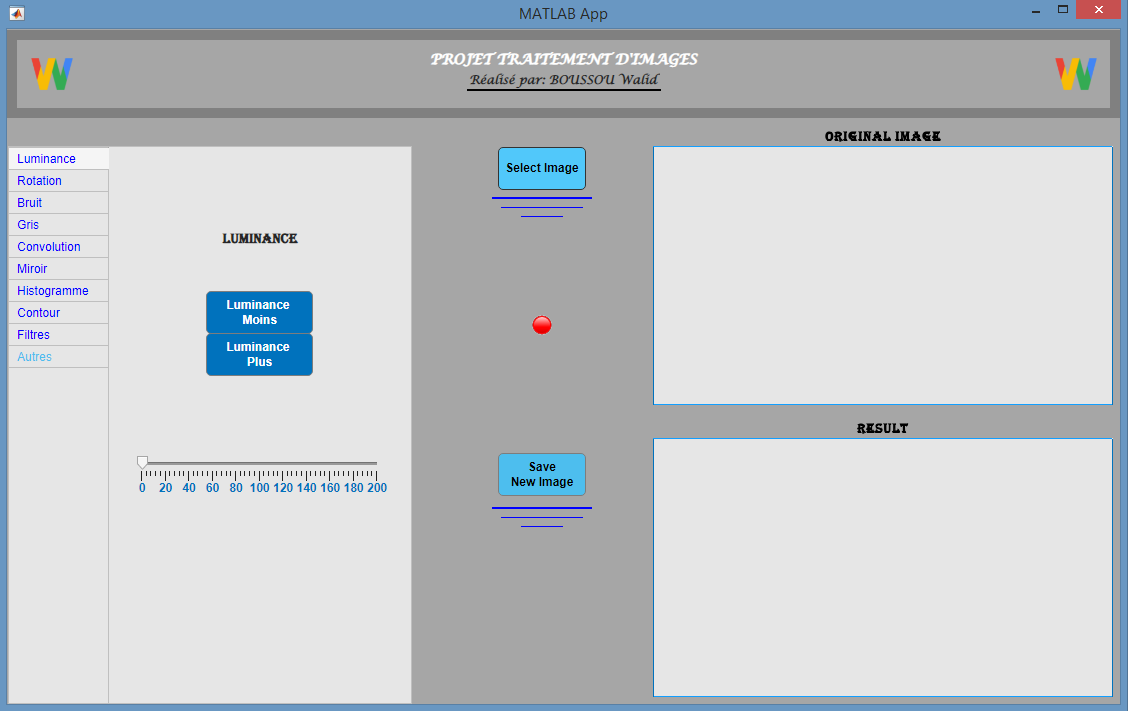 MATLAB App
PROJET TRAITEMENT D'IMAGES
Réalisé par: BOUSSOU Walid
Luminance
Rotation
Bruit
Gris
Convolution
Miroir
Histogramme
Contour
Filtres
Autres
LUMINANCE
Luminance
Moins
Luminance
Plus
0 20 40 60 80 100 120 140 160 180 200
Select Image
Save
New Image
ORIGINAL IMAGE
RESULT